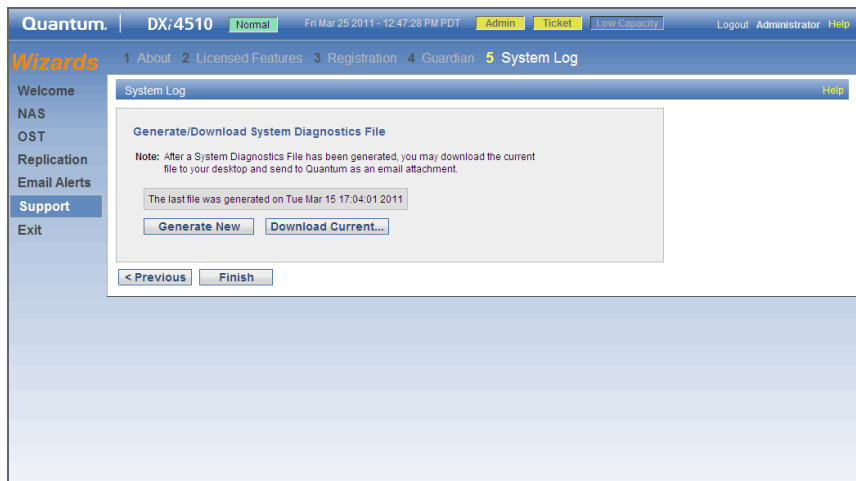 Quantum. DXi4510 Normal Fri Mar 25 2011 - 12:47:28 PM PDT Admin Ticket Low Capacity Logout Administrator Help
Wizards 1 About 2 Licensed Features 3 Registration 4 Guardian 5 System Log
Welcome
NAS
OST
Replication
Email Alerts
Support
Exit
System Log Help
Generate/Download System Diagnostics File
Note: After a System Diagnostics File has been generated, you may download the current
file to your desktop and send to Quantum as an email attachment.
The last file was generated on Tue Mar 15 17:04:01 2011
Generate New Download Current...
< Previous Finish